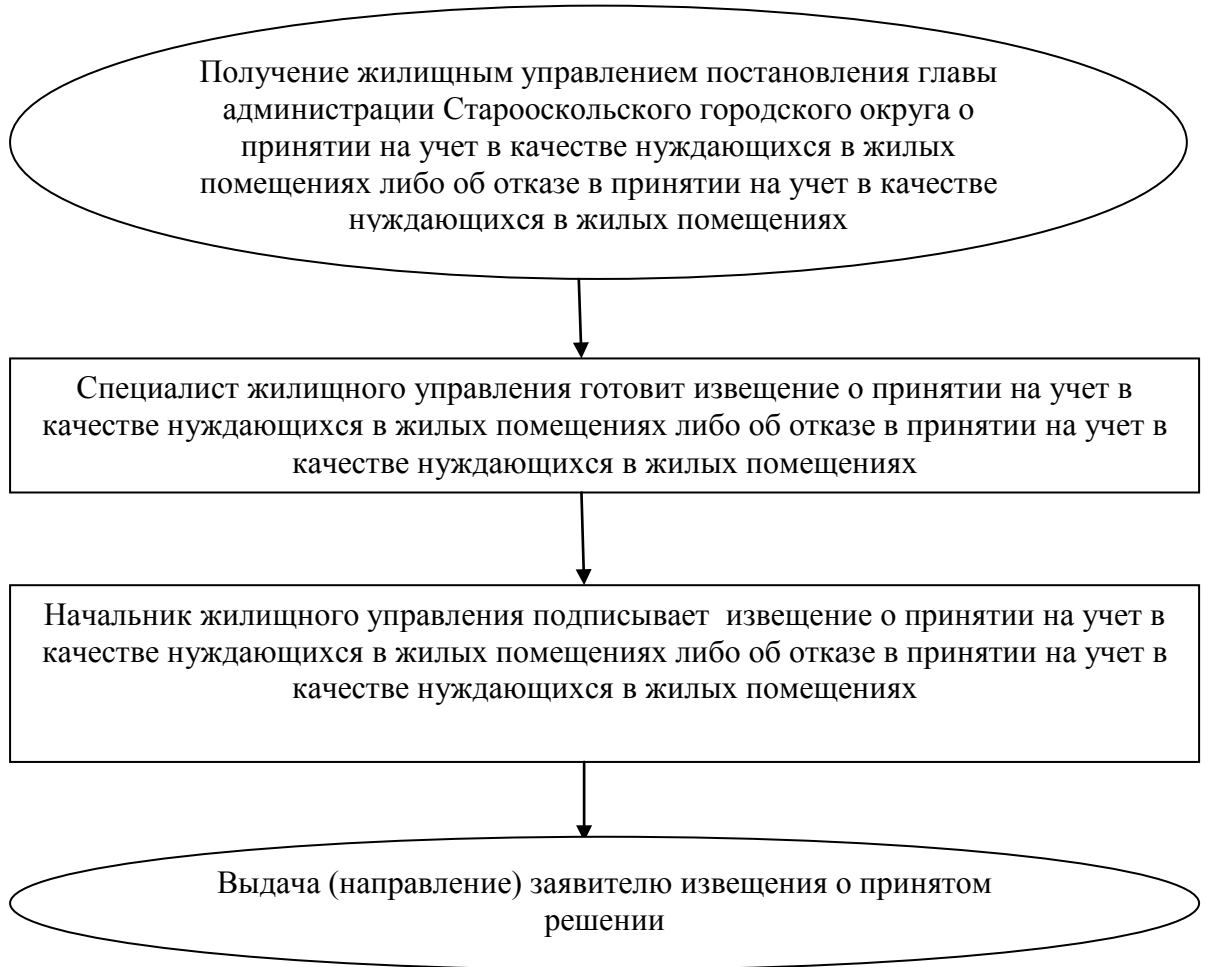 Получение жилищным управлением постановления главы
администрации Старооскольского городского округа о
принятии на учет в качестве нуждающихся в жилых
помещениях либо об отказе в принятии на учет в качестве
нуждающихся в жилых помещениях
Специалист жилищного управления готовит извещение о принятии на учет в
качестве нуждающихся в жилых помещениях либо об отказе в принятии на учет в
качестве нуждающихся в жилых помещениях
Начальник жилищного управления подписывает  извещение о принятии на учет в
качестве нуждающихся в жилых помещениях либо об отказе в принятии на учет в
качестве нуждающихся в жилых помещениях
Выдача (направление) заявителю извещения о принятом
решении